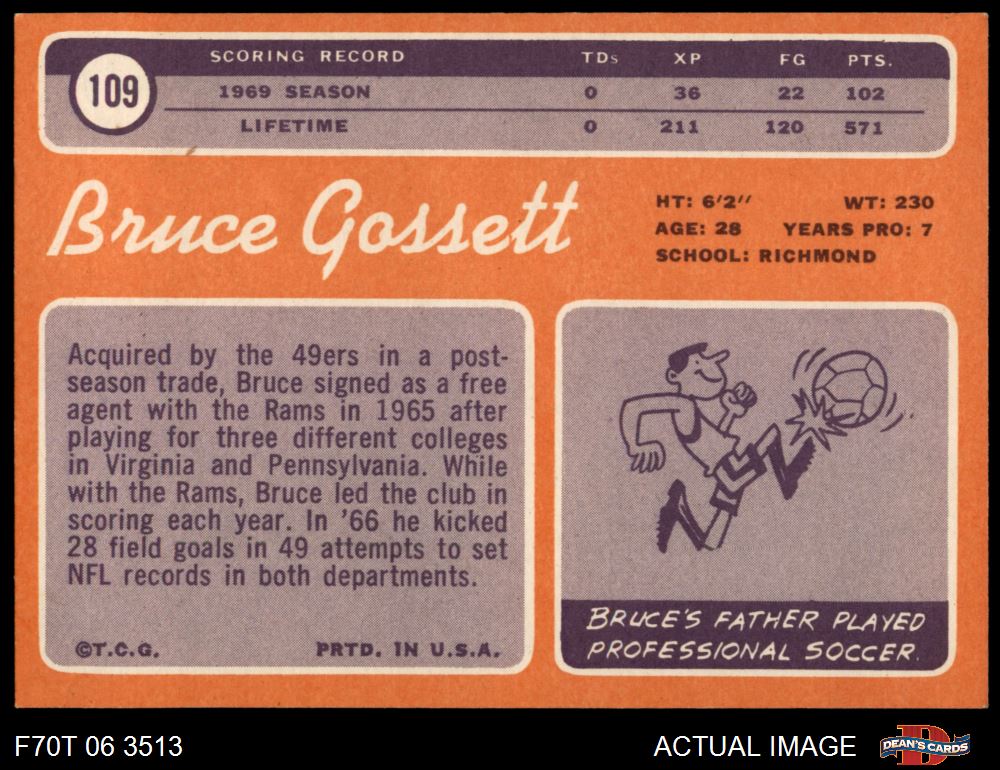 SCORING RECORD TDs XP FG PTS.
109
1969 SEASON 0 36 22 102
LIFETIME 0 211 120 571
Bruce Gossett
HT: 6'2'' WT: 230
AGE: 28 YEARS PRO: 7
SCHOOL: RICHMOND
Acquired by the 49ers in a post-
season trade, Bruce signed as a free
agent with the Rams in 1965 after
playing for three different colleges
in Virginia and Pennsylvania. While
with the Rams, Bruce led the club in
scoring each year. In '66 he kicked
28 field goals in 49 attempts to set
NFL records in both departments.
©T.C.G. PRTD. IN U.S.A.
BRUCE'S FATHER PLAYED
PROFESSIONAL SOCCER.
F70T 06 3513
ACTUAL IMAGE
D
DEAN'S CARDS